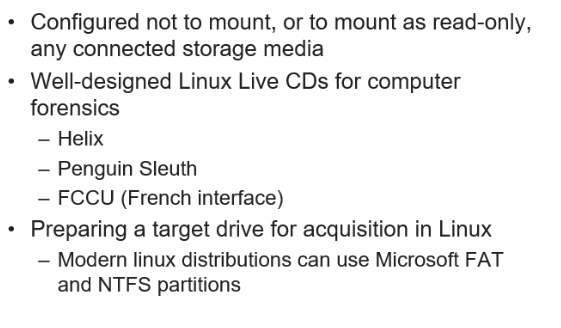 • Configured not to mount, or to mount as read-only,
any connected storage media
• Well-designed Linux Live CDs for computer
forensics
– Helix
– Penguin Sleuth
– FCCU (French interface)
• Preparing a target drive for acquisition in Linux
– Modern linux distributions can use Microsoft FAT
and NTFS partitions